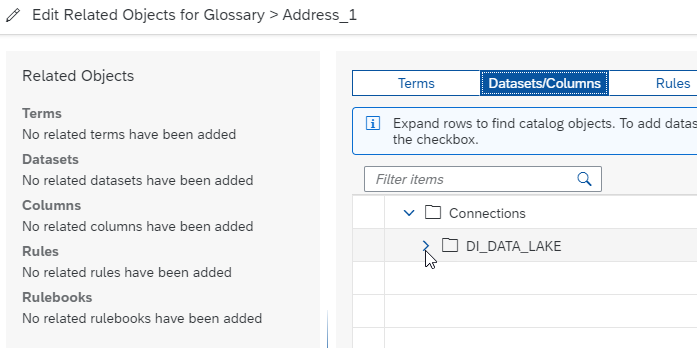 Edit Related Objects for Glossary > Address_1
Related Objects
Terms
No related terms have been added
Datasets
No related datasets have been added
Columns
No related columns have been added
Rules
No related rules have been added
Rulebooks
No related rulebooks have been added
Terms Datasets/Columns Rules
Expand rows to find catalog objects. To add datas
the checkbox.
Filter items
Connections
DI_DATA_LAKE